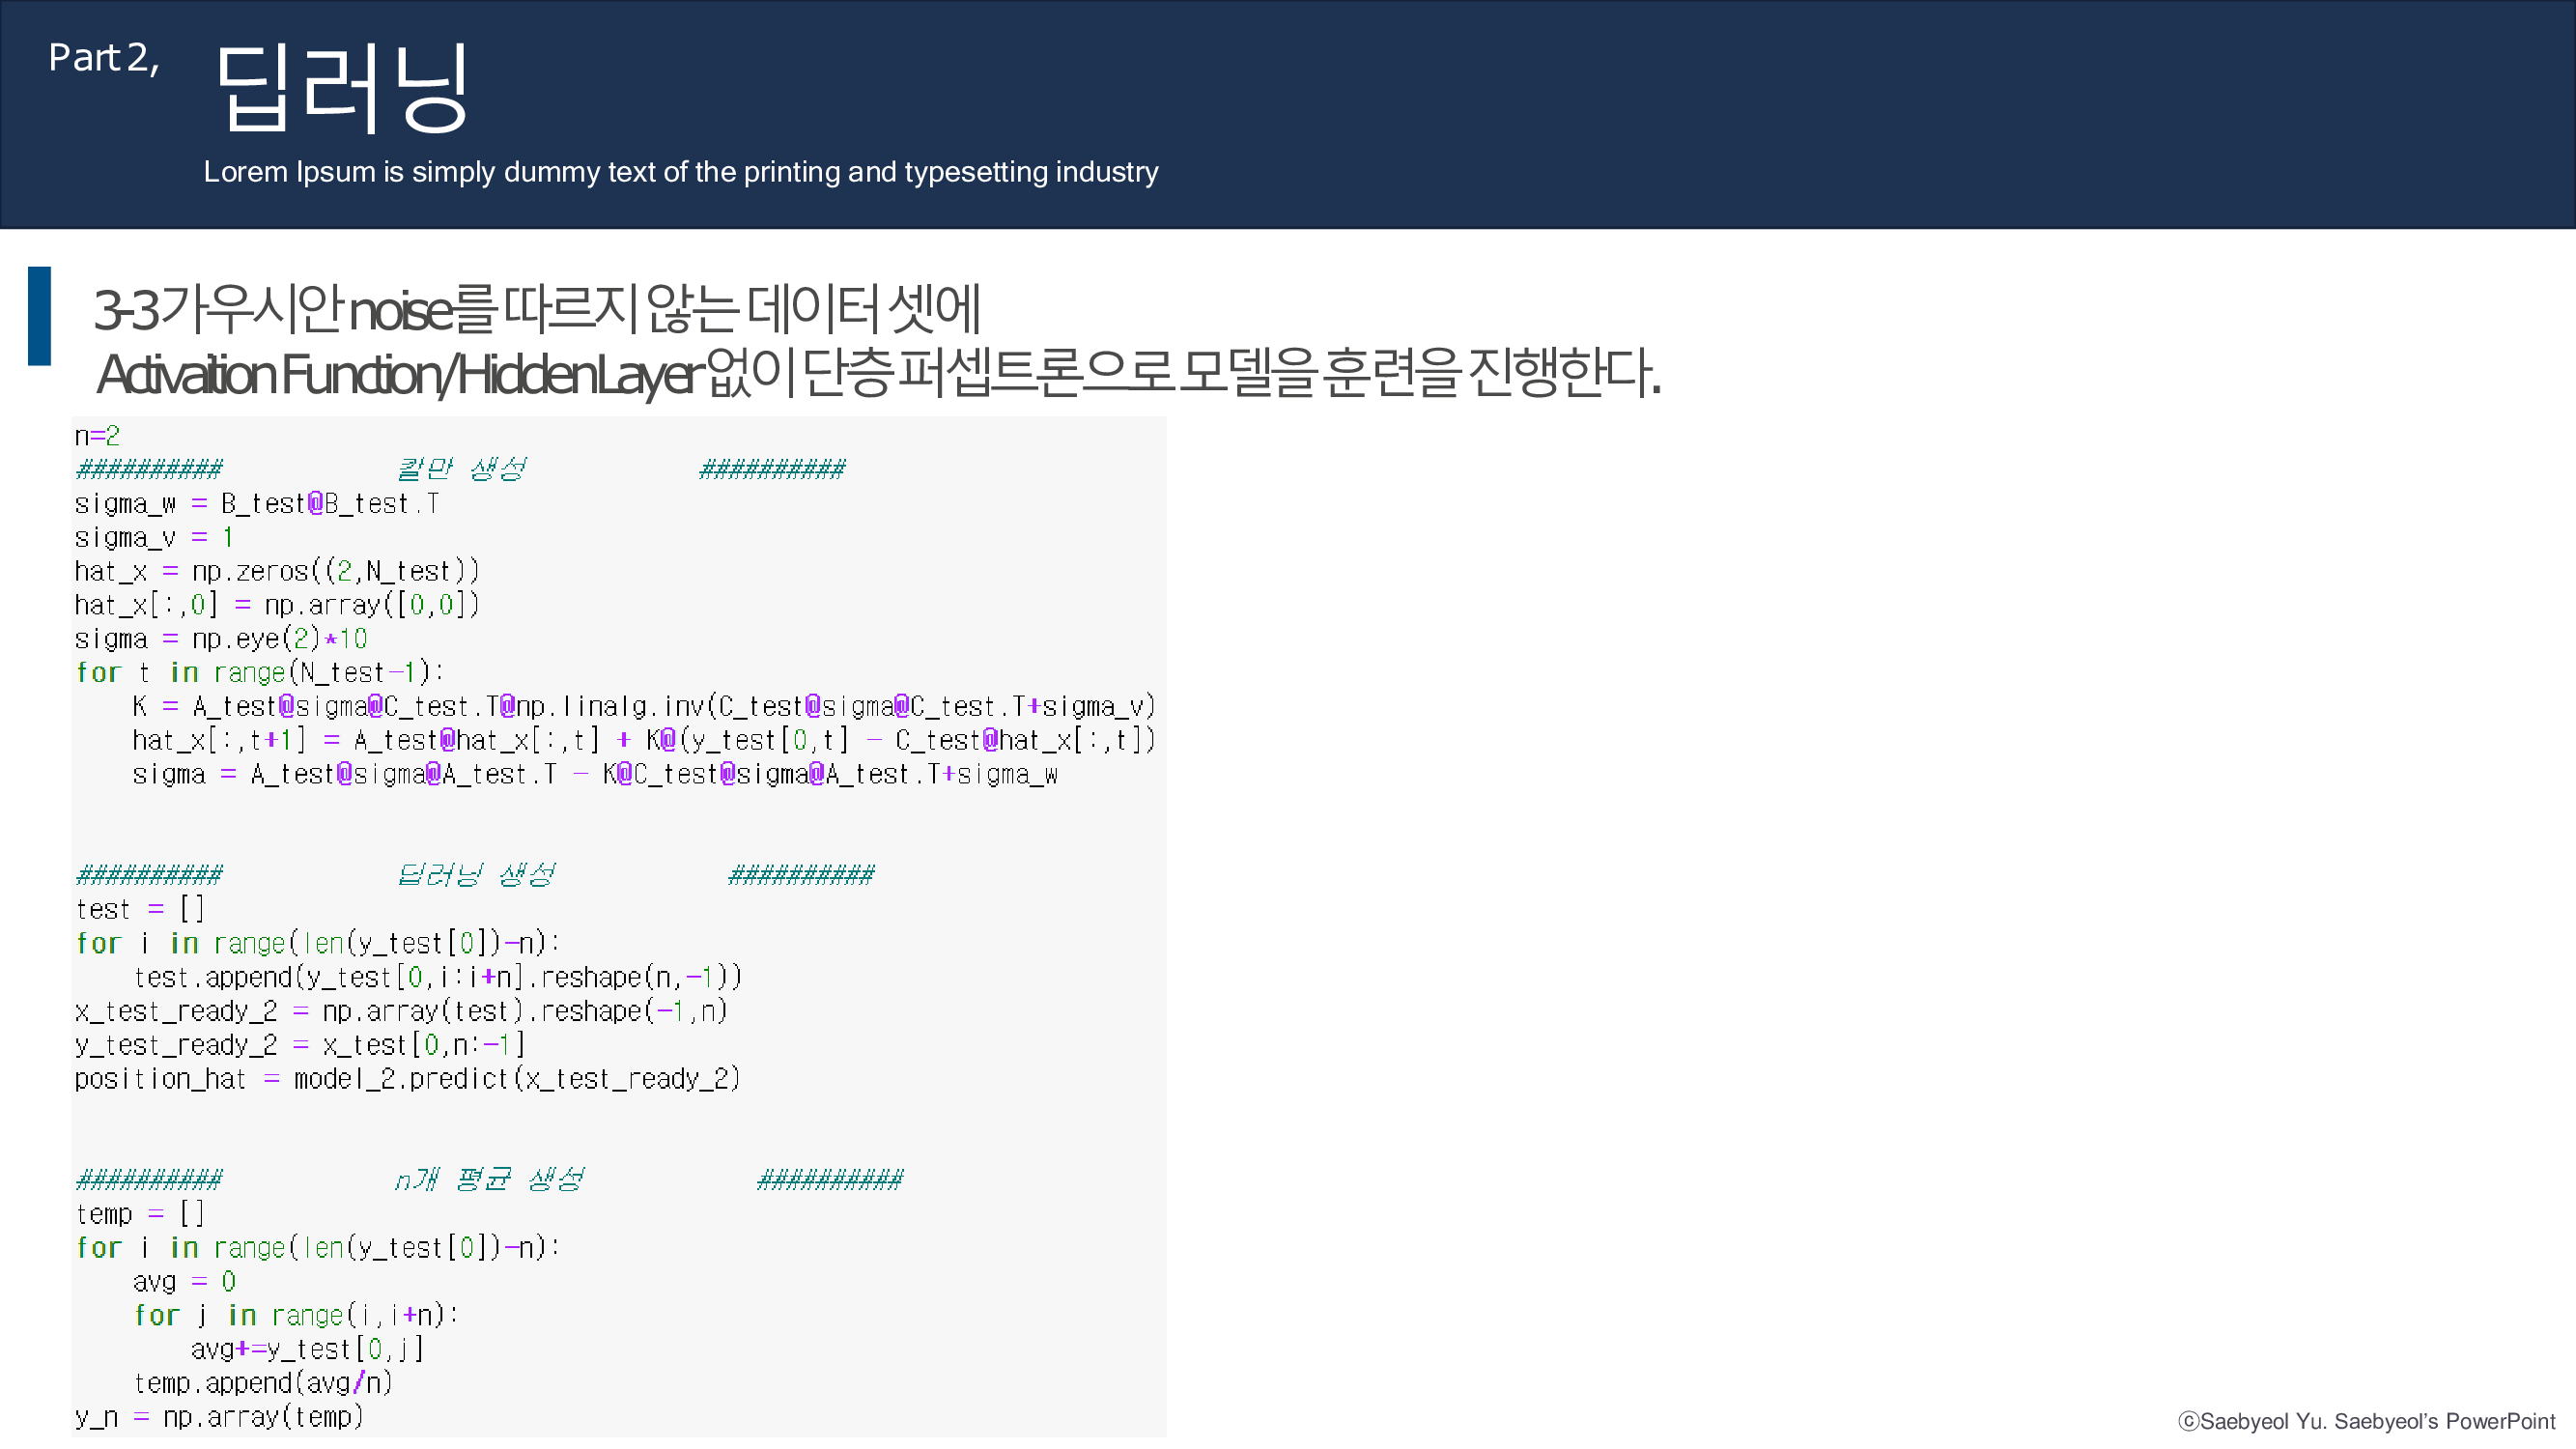 Part 2,
딥러닝
Lorem Ipsum is simply dummy text of the printing and typesetting industry
3-3 가우시안 noise를 따르지 않는 데이터 셋에
Activaition Function/Hidden Layer없이 단층 퍼셉트론으로 모델을 훈련을 진행한다.
n=2
########## 칼만 생성 ##########
sigma_w = B_test@B_test.T
sigma_v = 1
hat_x = np.zeros((2,N_test))
hat_x[:,0] = np.array([0,0])
sigma = np.eye(2)*10
for t in range(N_test-1):
    K = A_test@sigma@C_test.T@np.linalg.inv(C_test@sigma@C_test.T+sigma_v)
    hat_x[:,t+1] = A_test@hat_x[:,t] + K@(y_test[0,t] - C_test@hat_x[:,t])
    sigma = A_test@sigma@A_test.T - K@C_test@sigma@A_test.T+sigma_w
########## 딥러닝 생성 ##########
test = []
for i in range(len(y_test[0])-n):
    test.append(y_test[0,i:i+n].reshape(n,-1))
x_test_ready_2 = np.array(test).reshape(-1,n)
y_test_ready_2 = x_test[0,n:-1]
position_hat = model_2.predict(x_test_ready_2)
########## n개 평균 생성 ##########
temp = []
for i in range(len(y_test[0])-n):
    avg = 0
    for j in range(i,i+n):
        avg+=y_test[0,j]
    temp.append(avg/n)
y_n = np.array(temp)
ⓒSaebyeol Yu. Saebyeol’s PowerPoint